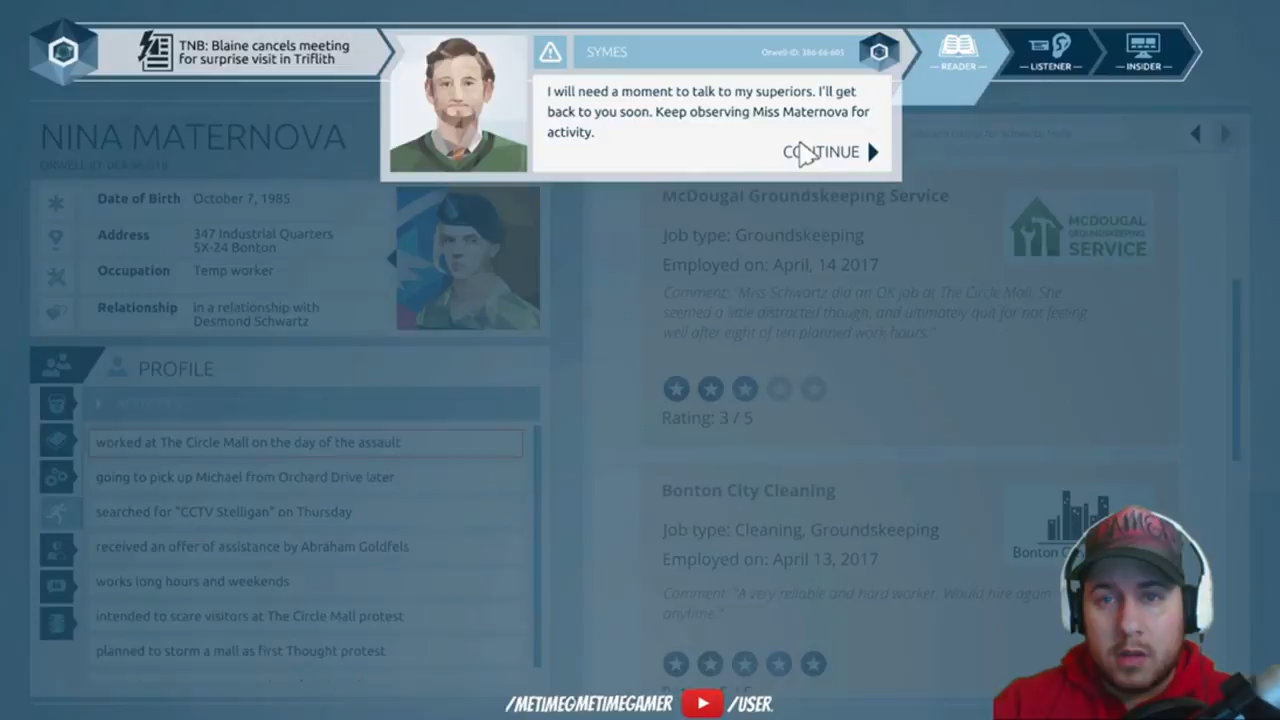 TNB: Blaine cancels meeting
for surprise visit in Triflith
SYMES
Orwell-ID: 386-66-605
I will need a moment to talk to my superiors. I'll get
back to you soon. Keep observing Miss Maternova for
activity.
CONTINUE
— READER —
— LISTENER —
— INSIDER —
NINA MATERNOVA
Date of Birth October 7, 1985
Address 347 Industrial Quarters
5X-24 Bonton
Occupation Temp worker
Relationship in a relationship with
Desmond Schwartz
PROFILE
worked at The Circle Mall on the day of the assault
going to pick up Michael from Orchard Drive later
searched for "CCTV Stelligan" on Thursday
received an offer of assistance by Abraham Goldfels
works long hours and weekends
intended to scare visitors at The Circle Mall protest
planned to storm a mall as first Thought protest
McDougal Groundskeeping Service
Job type: Groundskeeping
Employed on: April, 14 2017
Comment: "Miss Schwartz did an OK job at The Circle Mall. She
seemed a little distracted though, and ultimately quit for not feeling
well after eight of ten planned work hours."
Rating: 3 / 5
MCDOUGAL
GROUNDSKEEPING
SERVICE
Bonton City Cleaning
Job type: Cleaning, Groundskeeping
Employed on: April 13, 2017
Comment: "A very reliable and hard worker. Would hire again
anytime."
Bonton
/METIME@METIMEGAMER
/USER